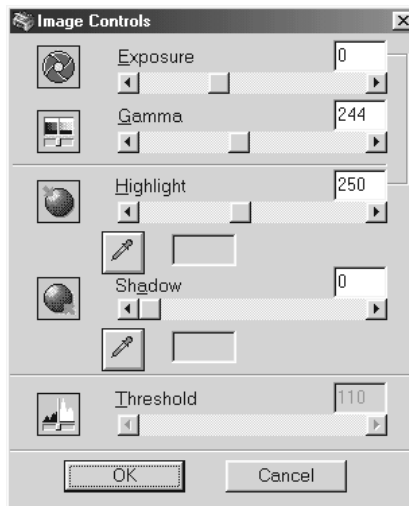 Image Controls
Exposure 0
Gamma 244
Highlight 250
Shadow 0
Threshold 110
OK Cancel